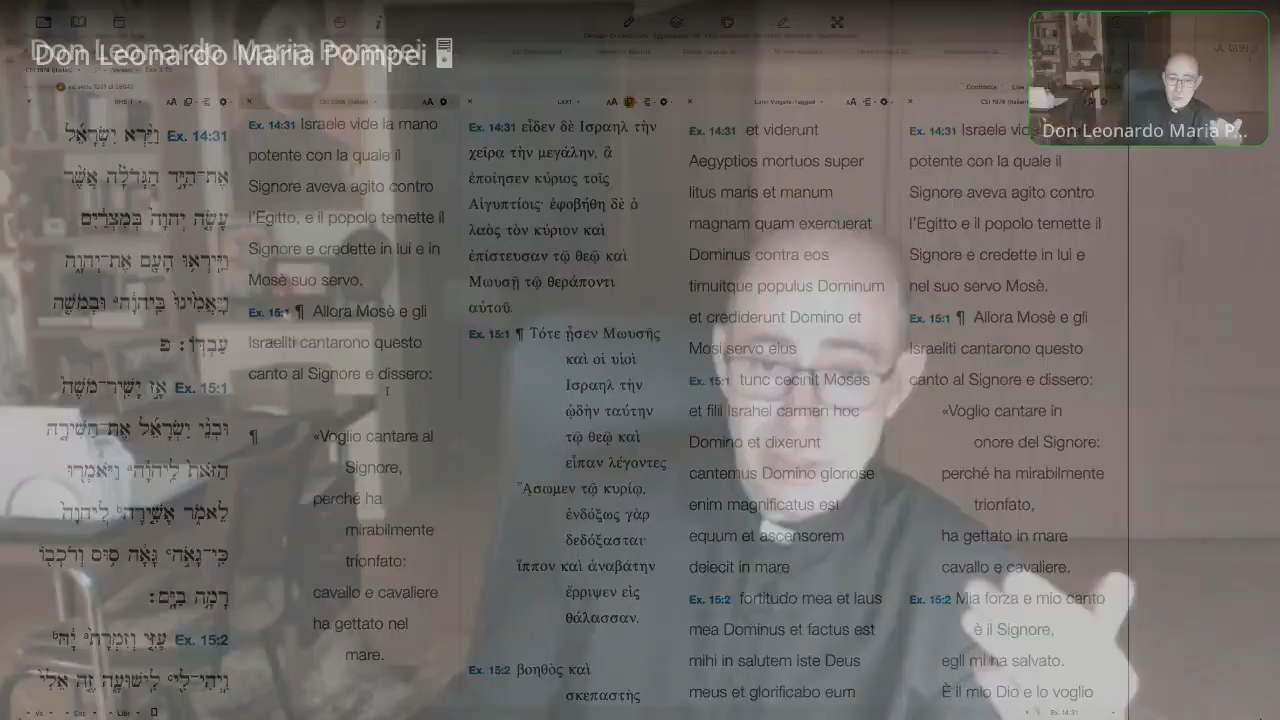 Don Leonardo Maria Pompei
Don Leonardo Maria P...
Ex. 14:31 וַיַּ֨רְא יִשְׂרָאֵ֜ל
אֶת־הַיָּ֣ד הַגְּדֹלָ֗ה אֲשֶׁ֨ר
עָשָׂ֤ה יְהוָה֙ בְּמִצְרַ֔יִם
וַיִּֽירְא֥וּ הָעָ֖ם אֶת־יְהוָ֑ה
וַֽיַּאֲמִ֙ינוּ֙ בַּֽיהוָ֔ה וּבְמֹשֶׁ֖ה
עַבְדּֽוֹ׃ פ
Ex. 15:1 אָ֣ז יָשִֽׁיר־מֹשֶׁה֩
וּבְנֵ֨י יִשְׂרָאֵ֜ל אֶת־הַשִּׁירָ֤ה
הַזֹּאת֙ לַֽיהוָ֔ה וַיֹּאמְר֖וּ
לֵאמֹ֑ר אָשִׁ֤ירָה לַֽיהוָה֙
כִּֽי־גָאֹ֣ה גָּאָ֔ה ס֥וּס וְרֹכְב֖וֹ
רָמָ֥ה בַיָּֽם׃
Ex. 15:2 עָזִּ֤י וְזִמְרָת֙ יָ֔הּ
וַֽיְהִי־לִ֖י לִֽישׁוּעָ֑ה זֶ֤ה אֵלִי֙
Ex. 14:31 Israele vide la mano
potente con la quale il
Signore aveva agito contro
l'Egitto, e il popolo temette il
Signore e credette in lui e in
Mosè suo servo.
Ex. 15:1 ¶ Allora Mosè e gli
Israeliti cantarono questo
canto al Signore e dissero:
¶ «Voglio cantare al
Signore,
perché ha
mirabilmente
trionfato:
cavallo e cavaliere
ha gettato nel
mare.
LXX1
Ex. 14:31 εἶδεν δὲ Ισραηλ τὴν
χεῖρα τὴν μεγάλην, ἃ
ἐποίησεν κύριος τοῖς
Αἰγυπτίοις· ἐφοβήθη δὲ ὁ
λαὸς τὸν κύριον καὶ
ἐπίστευσαν τῷ θεῷ καὶ
Μωυσῇ τῷ θεράποντι
αὐτοῦ.
Ex. 15:1 ¶ Τότε ᾖσεν Μωυσῆς
καὶ οἱ υἱοὶ
Ισραηλ τὴν
ᾠδὴν ταύτην
τῷ θεῷ καὶ
εἶπαν λέγοντες
Ἄισωμεν τῷ κυρίῳ,
ἐνδόξως γὰρ
δεδόξασται·
ἵππον καὶ ἀναβάτην
ἔρριψεν εἰς
θάλασσαν.
Ex. 15:2 βοηθὸς καὶ
σκεπαστὴς
Ex. 14:31 et viderunt
Aegyptios mortuos super
litus maris et manum
magnam quam exercuerat
Dominus contra eos
timuitque populus Dominum
et crediderunt Domino et
Mosi servo eius
Ex. 15:1 tunc cecinit Moses
et filii Israhel carmen hoc
Domino et dixerunt
cantemus Domino gloriose
enim magnificatus est
equum et ascensorem
deiecit in mare
Ex. 15:2 fortitudo mea et laus
mea Dominus et factus est
mihi in salutem iste Deus
meus et glorificabo eum
Ex. 14:31 Israele vide
potente con la quale il
Signore aveva agito contro
l'Egitto e il popolo temette il
Signore e credette in lui e
nel suo servo Mosè.
Ex. 15:1 ¶ Allora Mosè e gli
Israeliti cantarono questo
canto al Signore e dissero:
«Voglio cantare in
onore del Signore:
perché ha mirabilmente
trionfato,
ha gettato in mare
cavallo e cavaliere.
Ex. 15:2 Mia forza e mio canto
è il Signore,
egli mi ha salvato.
È il mio Dio e lo voglio
Ex. 14:31